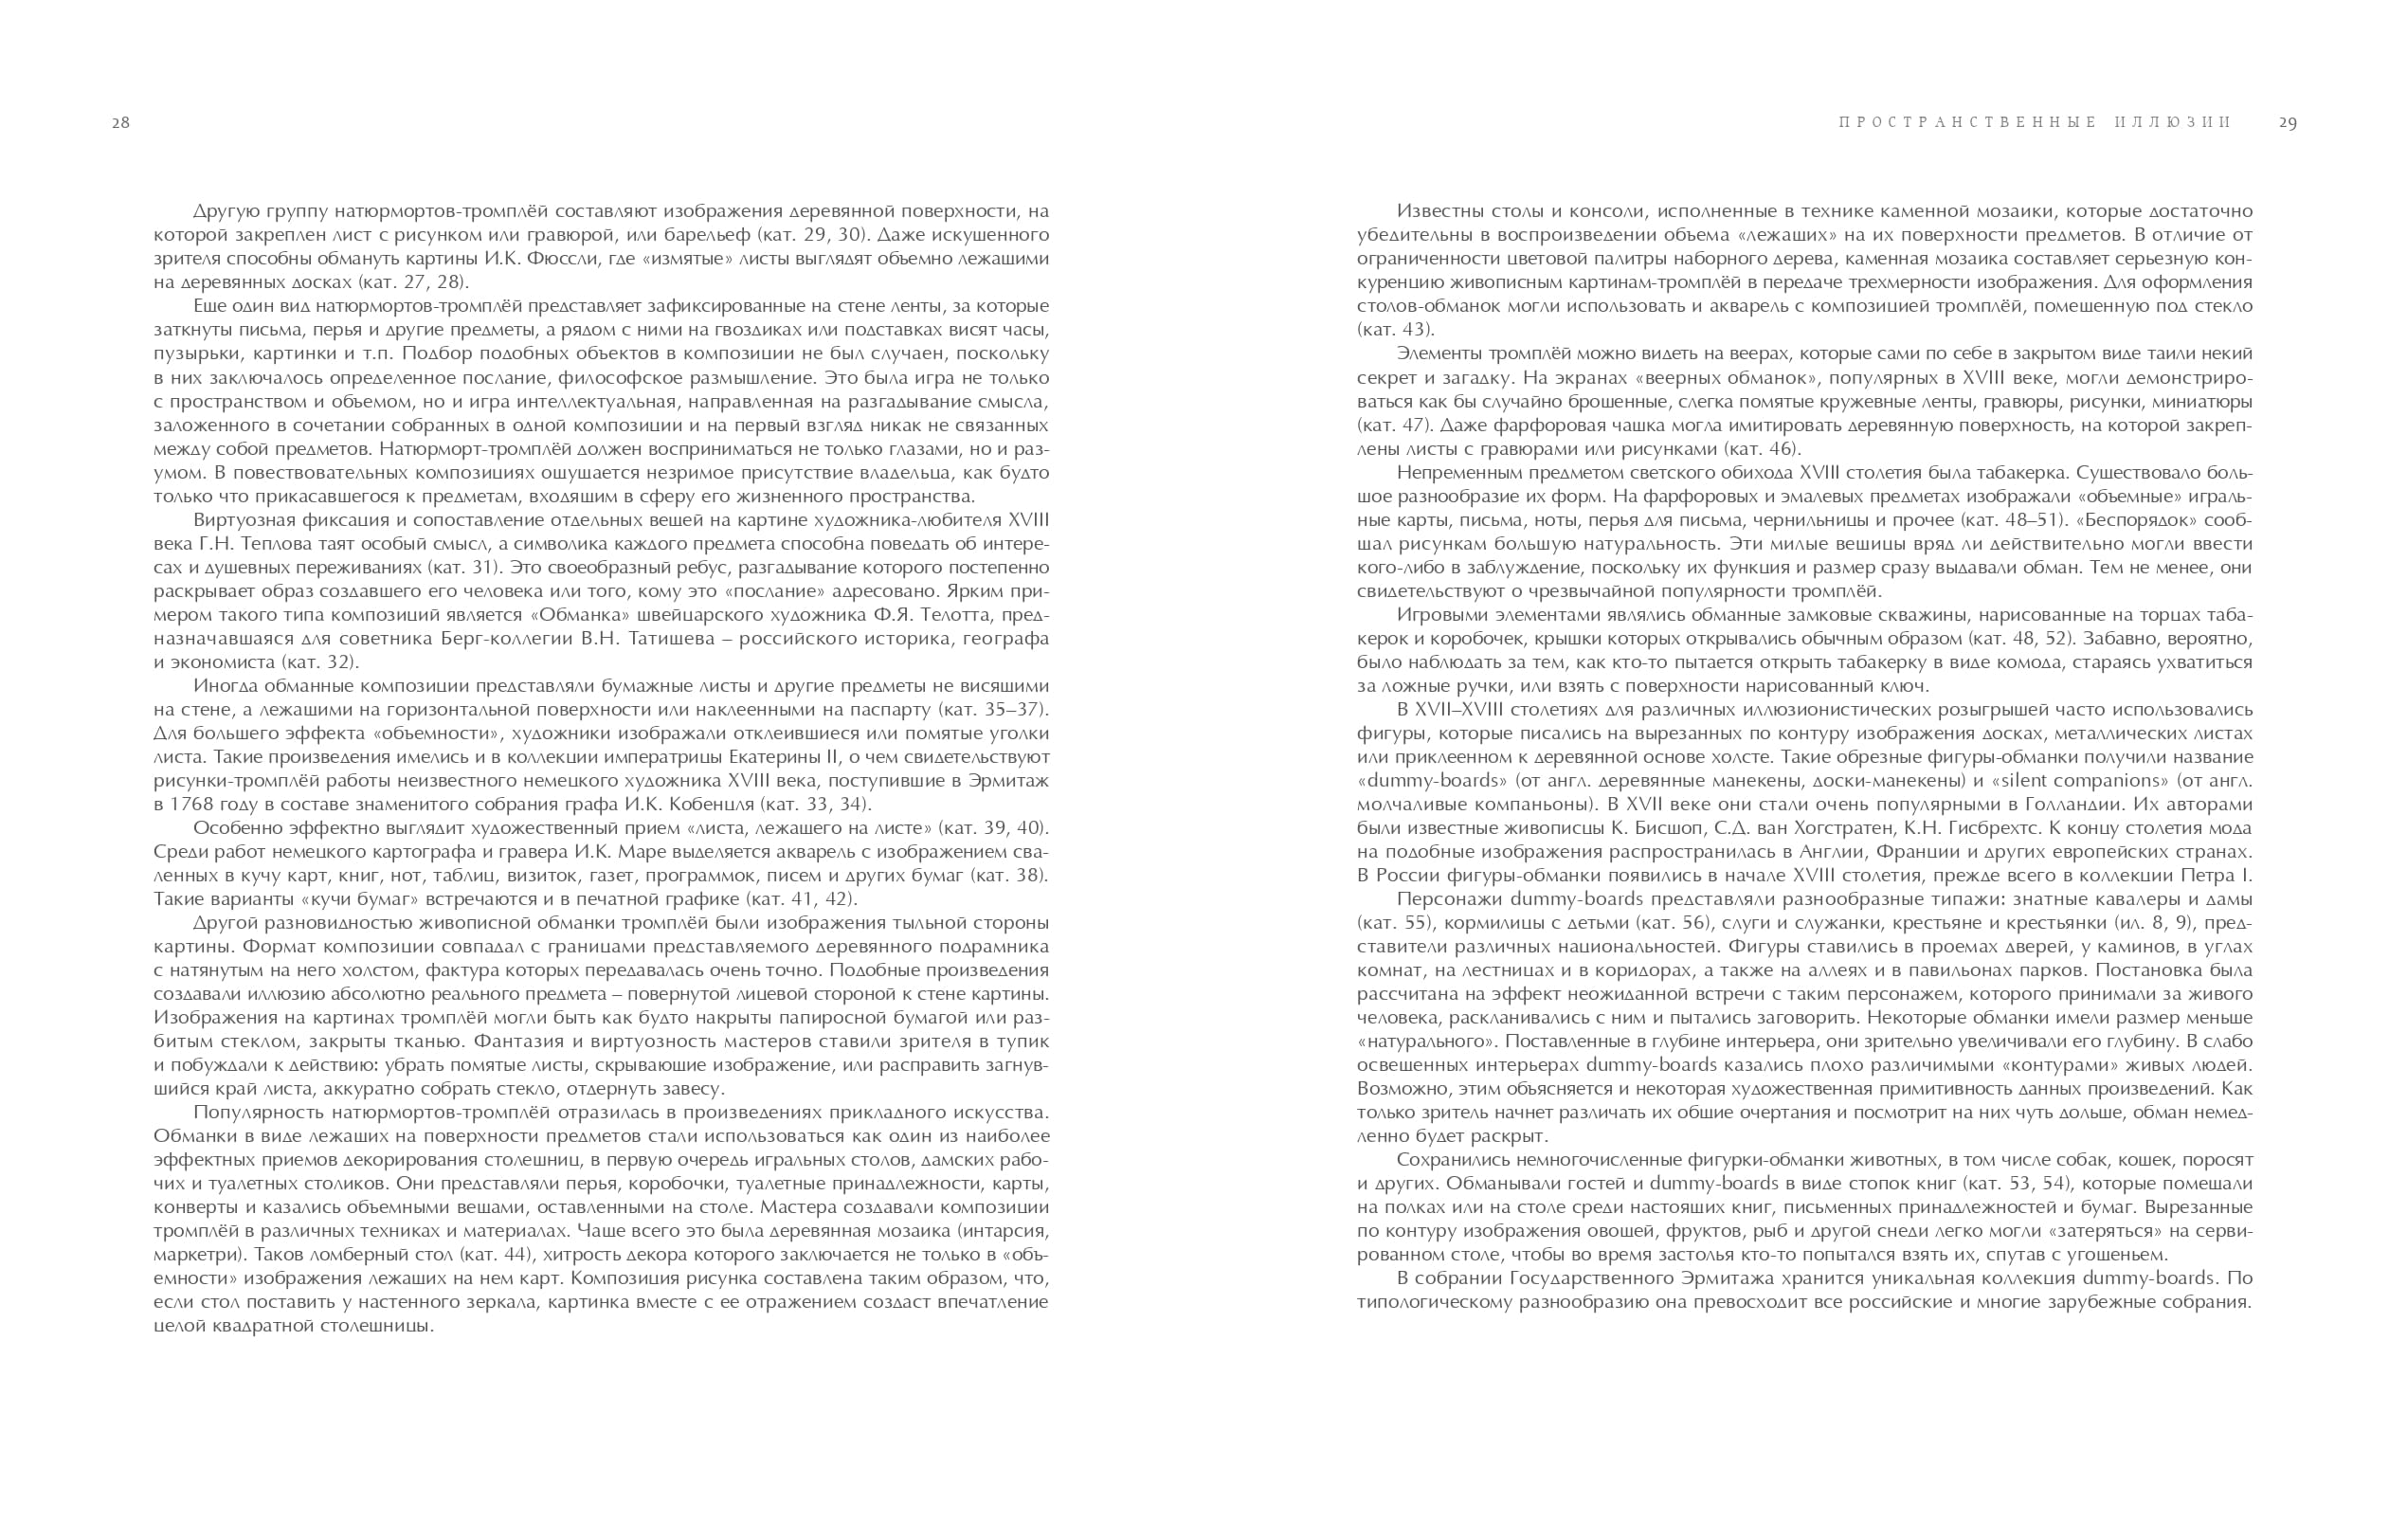 28
Другую группу натюрмортов-тромплёй составляют изображения деревянной поверхности, на
которой закреплен лист с рисунком или гравюрой, или барельеф (кат. 29, 30). Даже искушенного
зрителя способны обмануть картины И.К. Фюссли, где «измятые» листы выглядят объемно лежащими
на деревянных досках (кат. 27, 28).
Еще один вид натюрмортов-тромплёй представляет зафиксированные на стене ленты, за которые
заткнуты письма, перья и другие предметы, а рядом с ними на гвоздиках или подставках висят часы,
пузырьки, картинки и т.п. Подбор подобных объектов в композиции не был случаен, поскольку
в них заключалось определенное послание, философское размышление. Это была игра не только
с пространством и объемом, но и игра интеллектуальная, направленная на разгадывание смысла,
заложенного в сочетании собранных в одной композиции и на первый взгляд никак не связанных
между собой предметов. Натюрморт-тромплёй должен восприниматься не только глазами, но и раз-
умом. В повествовательных композициях ощущается незримое присутствие владельца, как будто
только что прикасавшегося к предметам, входящим в сферу его жизненного пространства.
Виртуозная фиксация и сопоставление отдельных вещей на картине художника-любителя XVIII
века Г.Н. Теплова таят особый смысл, а символика каждого предмета способна поведать об интере-
сах и душевных переживаниях (кат. 31). Это своеобразный ребус, разгадывание которого постепенно
раскрывает образ создавшего его человека или того, кому это «послание» адресовано. Ярким при-
мером такого типа композиций является «Обманка» швейцарского художника Ф.Я. Телотта, пред-
назначавшаяся для советника Берг-коллегии В.Н. Татищева – российского историка, географа
и экономиста (кат. 32).
Иногда обманные композиции представляли бумажные листы и другие предметы не висящими
на стене, а лежащими на горизонтальной поверхности или наклеенными на паспарту (кат. 35–37).
Для большего эффекта «объемности», художники изображали отклеившиеся или помятые уголки
листа. Такие произведения имелись и в коллекции императрицы Екатерины II, о чем свидетельствуют
рисунки-тромплёй работы неизвестного немецкого художника XVIII века, поступившие в Эрмитаж
в 1768 году в составе знаменитого собрания графа И.К. Кобенцля (кат. 33, 34).
Особенно эффектно выглядит художественный прием «листа, лежащего на листе» (кат. 39, 40).
Среди работ немецкого картографа и гравера И.К. Маре выделяется акварель с изображением сва-
ленных в кучу карт, книг, нот, таблиц, визиток, газет, программок, писем и других бумаг (кат. 38).
Такие варианты «кучи бумаг» встречаются и в печатной графике (кат. 41, 42).
Другой разновидностью живописной обманки тромплёй были изображения тыльной стороны
картины. Формат композиции совпадал с границами представляемого деревянного подрамника
с натянутым на него холстом, фактура которых передавалась очень точно. Подобные произведения
создавали иллюзию абсолютно реального предмета – повернутой лицевой стороной к стене картины.
Изображения на картинах тромплёй могли быть как будто накрыты папиросной бумагой или раз-
битым стеклом, закрыты тканью. Фантазия и виртуозность мастеров ставили зрителя в тупик
и побуждали к действию: убрать помятые листы, скрывающие изображение, или расправить загнув-
шийся край листа, аккуратно собрать стекло, отдернуть завесу.
Популярность натюрмортов-тромплёй отразилась в произведениях прикладного искусства.
Обманки в виде лежащих на поверхности предметов стали использоваться как один из наиболее
эффектных приемов декорирования столешниц, в первую очередь игральных столов, дамских рабо-
чих и туалетных столиков. Они представляли перья, коробочки, туалетные принадлежности, карты,
конверты и казались объемными вещами, оставленными на столе. Мастера создавали композиции
тромплёй в различных техниках и материалах. Чаще всего это была деревянная мозаика (интарсия,
маркетри). Таков ломберный стол (кат. 44), хитрость декора которого заключается не только в «объ-
емности» изображения лежащих на нем карт. Композиция рисунка составлена таким образом, что,
если стол поставить у настенного зеркала, картинка вместе с ее отражением создаст впечатление
целой квадратной столешницы.
ПРОСТРАНСТВЕННЫЕ ИЛЛЮЗИИ 29
Известны столы и консоли, исполненные в технике каменной мозаики, которые достаточно
убедительны в воспроизведении объема «лежащих» на их поверхности предметов. В отличие от
ограниченности цветовой палитры наборного дерева, каменная мозаика составляет серьезную кон-
куренцию живописным картинам-тромплёй в передаче трехмерности изображения. Для оформления
столов-обманок могли использовать и акварель с композицией тромплёй, помещенную под стекло
(кат. 43).
Элементы тромплёй можно видеть на веерах, которые сами по себе в закрытом виде таили некий
секрет и загадку. На экранах «веерных обманок», популярных в XVIII веке, могли демонстриро-
ваться как бы случайно брошенные, слегка помятые кружевные ленты, гравюры, рисунки, миниатюры
(кат. 47). Даже фарфоровая чашка могла имитировать деревянную поверхность, на которой закреп-
лены листы с гравюрами или рисунками (кат. 46).
Непременным предметом светского обихода XVIII столетия была табакерка. Существовало боль-
шое разнообразие их форм. На фарфоровых и эмалевых предметах изображали «объемные» играль-
ные карты, письма, ноты, перья для письма, чернильницы и прочее (кат. 48–51). «Беспорядок» сооб-
щал рисункам большую натуральность. Эти милые вещицы вряд ли действительно могли ввести
кого-либо в заблуждение, поскольку их функция и размер сразу выдавали обман. Тем не менее, они
свидетельствуют о чрезвычайной популярности тромплёй.
Игровыми элементами являлись обманные замковые скважины, нарисованные на торцах таба-
керок и коробочек, крышки которых открывались обычным образом (кат. 48, 52). Забавно, вероятно,
было наблюдать за тем, как кто-то пытается открыть табакерку в виде комода, стараясь ухватиться
за ложные ручки, или взять с поверхности нарисованный ключ.
В XVII–XVIII столетиях для различных иллюзионистических розыгрышей часто использовались
фигуры, которые писались на вырезанных по контуру изображения досках, металлических листах
или приклеенном к деревянной основе холсте. Такие обрезные фигуры-обманки получили название
«dummy-boards» (от англ. деревянные манекены, доски-манекены) и «silent companions» (от англ.
молчаливые компаньоны). В XVII веке они стали очень популярными в Голландии. Их авторами
были известные живописцы К. Бисшоп, С.Д. ван Хогстратен, К.Н. Гисбрехтс. К концу столетия мода
на подобные изображения распространилась в Англии, Франции и других европейских странах.
В России фигуры-обманки появились в начале XVIII столетия, прежде всего в коллекции Петра I.
Персонажи dummy-boards представляли разнообразные типажи: знатные кавалеры и дамы
(кат. 55), кормилицы с детьми (кат. 56), слуги и служанки, крестьяне и крестьянки (ил. 8, 9), пред-
ставители различных национальностей. Фигуры ставились в проемах дверей, у каминов, в углах
комнат, на лестницах и в коридорах, а также на аллеях и в павильонах парков. Постановка была
рассчитана на эффект неожиданной встречи с таким персонажем, которого принимали за живого
человека, раскланивались с ним и пытались заговорить. Некоторые обманки имели размер меньше
«натурального». Поставленные в глубине интерьера, они зрительно увеличивали его глубину. В слабо
освещенных интерьерах dummy-boards казались плохо различимыми «контурами» живых людей.
Возможно, этим объясняется и некоторая художественная примитивность данных произведений. Как
только зритель начнет различать их общие очертания и посмотрит на них чуть дольше, обман немед-
ленно будет раскрыт.
Сохранились немногочисленные фигурки-обманки животных, в том числе собак, кошек, поросят
и других. Обманывали гостей и dummy-boards в виде стопок книг (кат. 53, 54), которые помещали
на полках или на столе среди настоящих книг, письменных принадлежностей и бумаг. Вырезанные
по контуру изображения овощей, фруктов, рыб и другой снеди легко могли «затеряться» на серви-
рованном столе, чтобы во время застолья кто-то попытался взять их, спутав с угощеньем.
В собрании Государственного Эрмитажа хранится уникальная коллекция dummy-boards. По
типологическому разнообразию она превосходит все российские и многие зарубежные собрания.